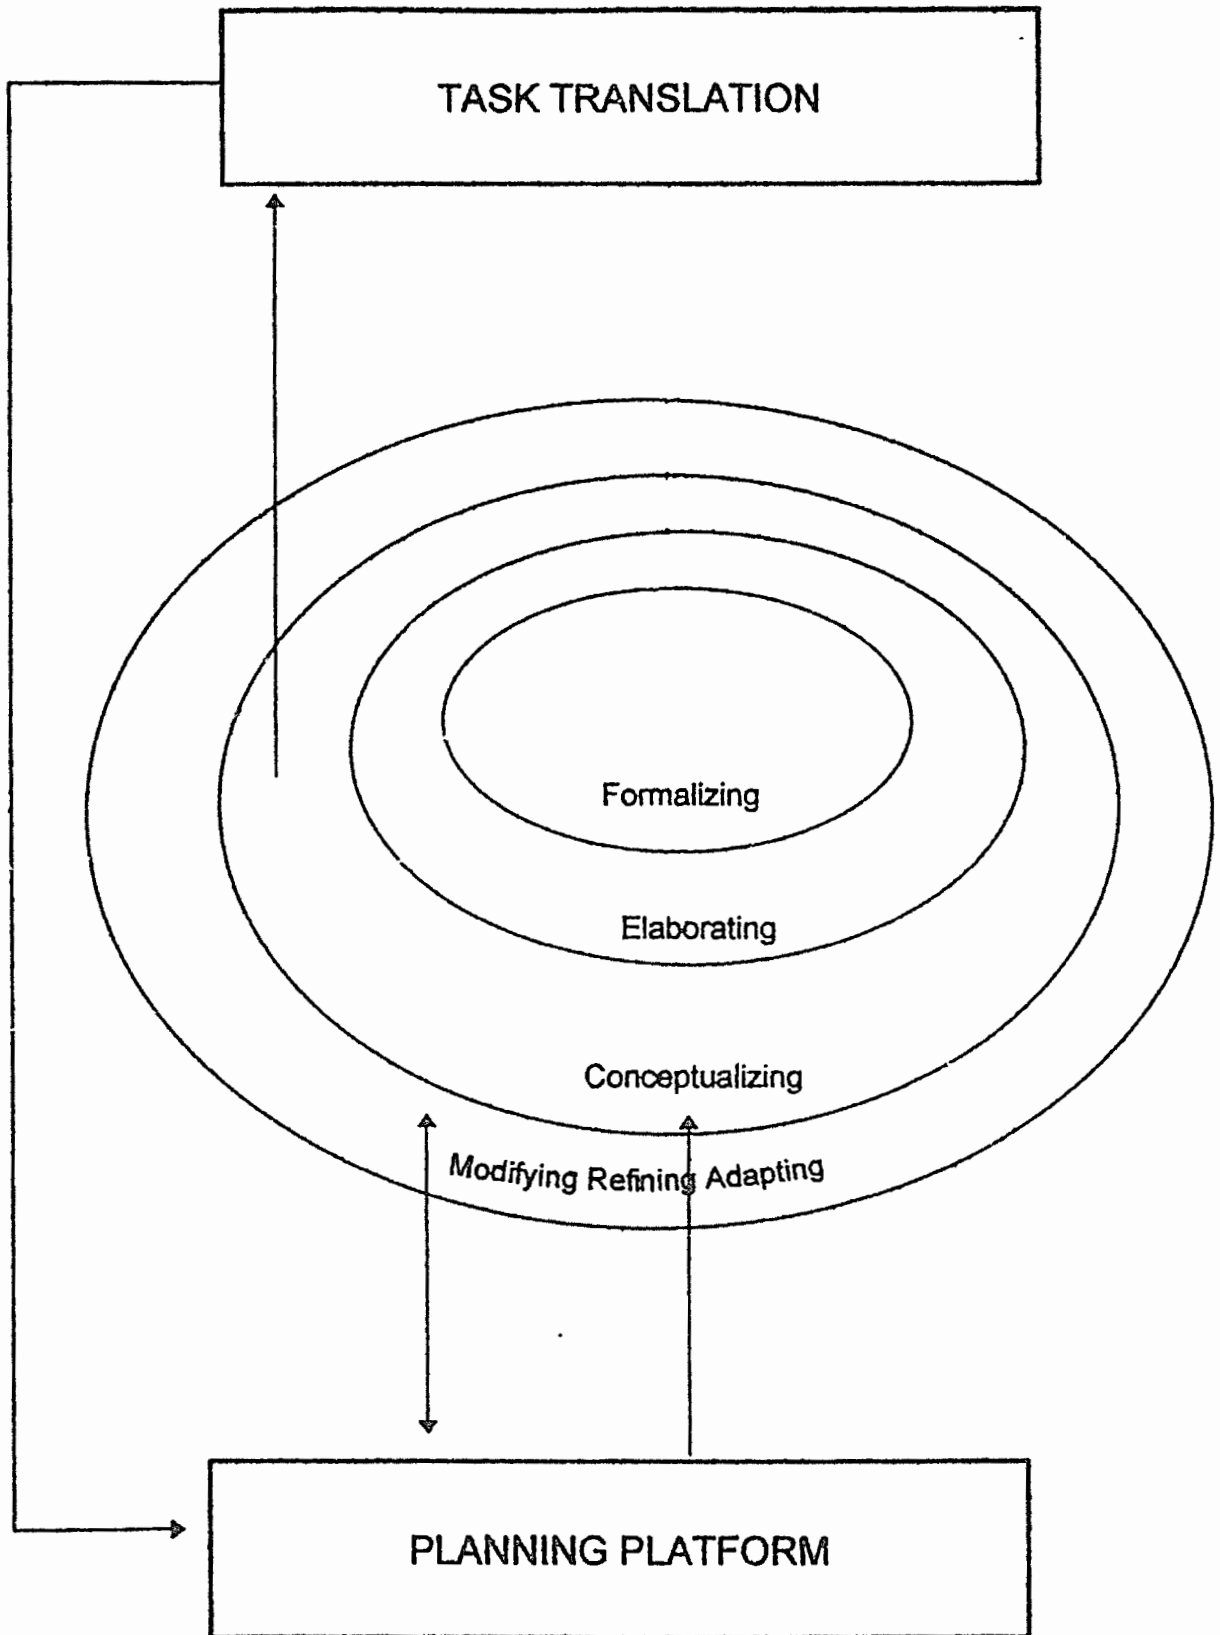 TASK TRANSLATION
Formalizing
Elaborating
Conceptualizing
Modifying Refining Adapting
PLANNING PLATFORM